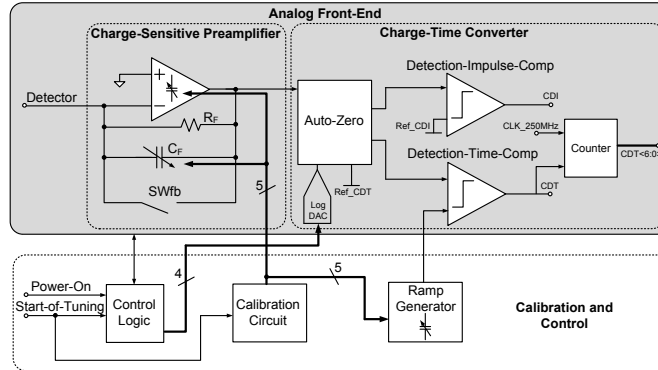 Analog Front-End
Charge-Sensitive Preamplifier
Charge-Time Converter
Detection-Impulse-Comp
Detector
CDI
RF
Auto-Zero
Ref_CDI
CLK_250MHz
CF
Detection-Time-Comp
Counter
CDT<6:0>
SWfb
5
Ref_CDT
CDT
Log
DAC
4
5
Power-On
Start-of-Tuning
Control
Logic
Calibration
Circuit
Ramp
Generator
Calibration and
Control